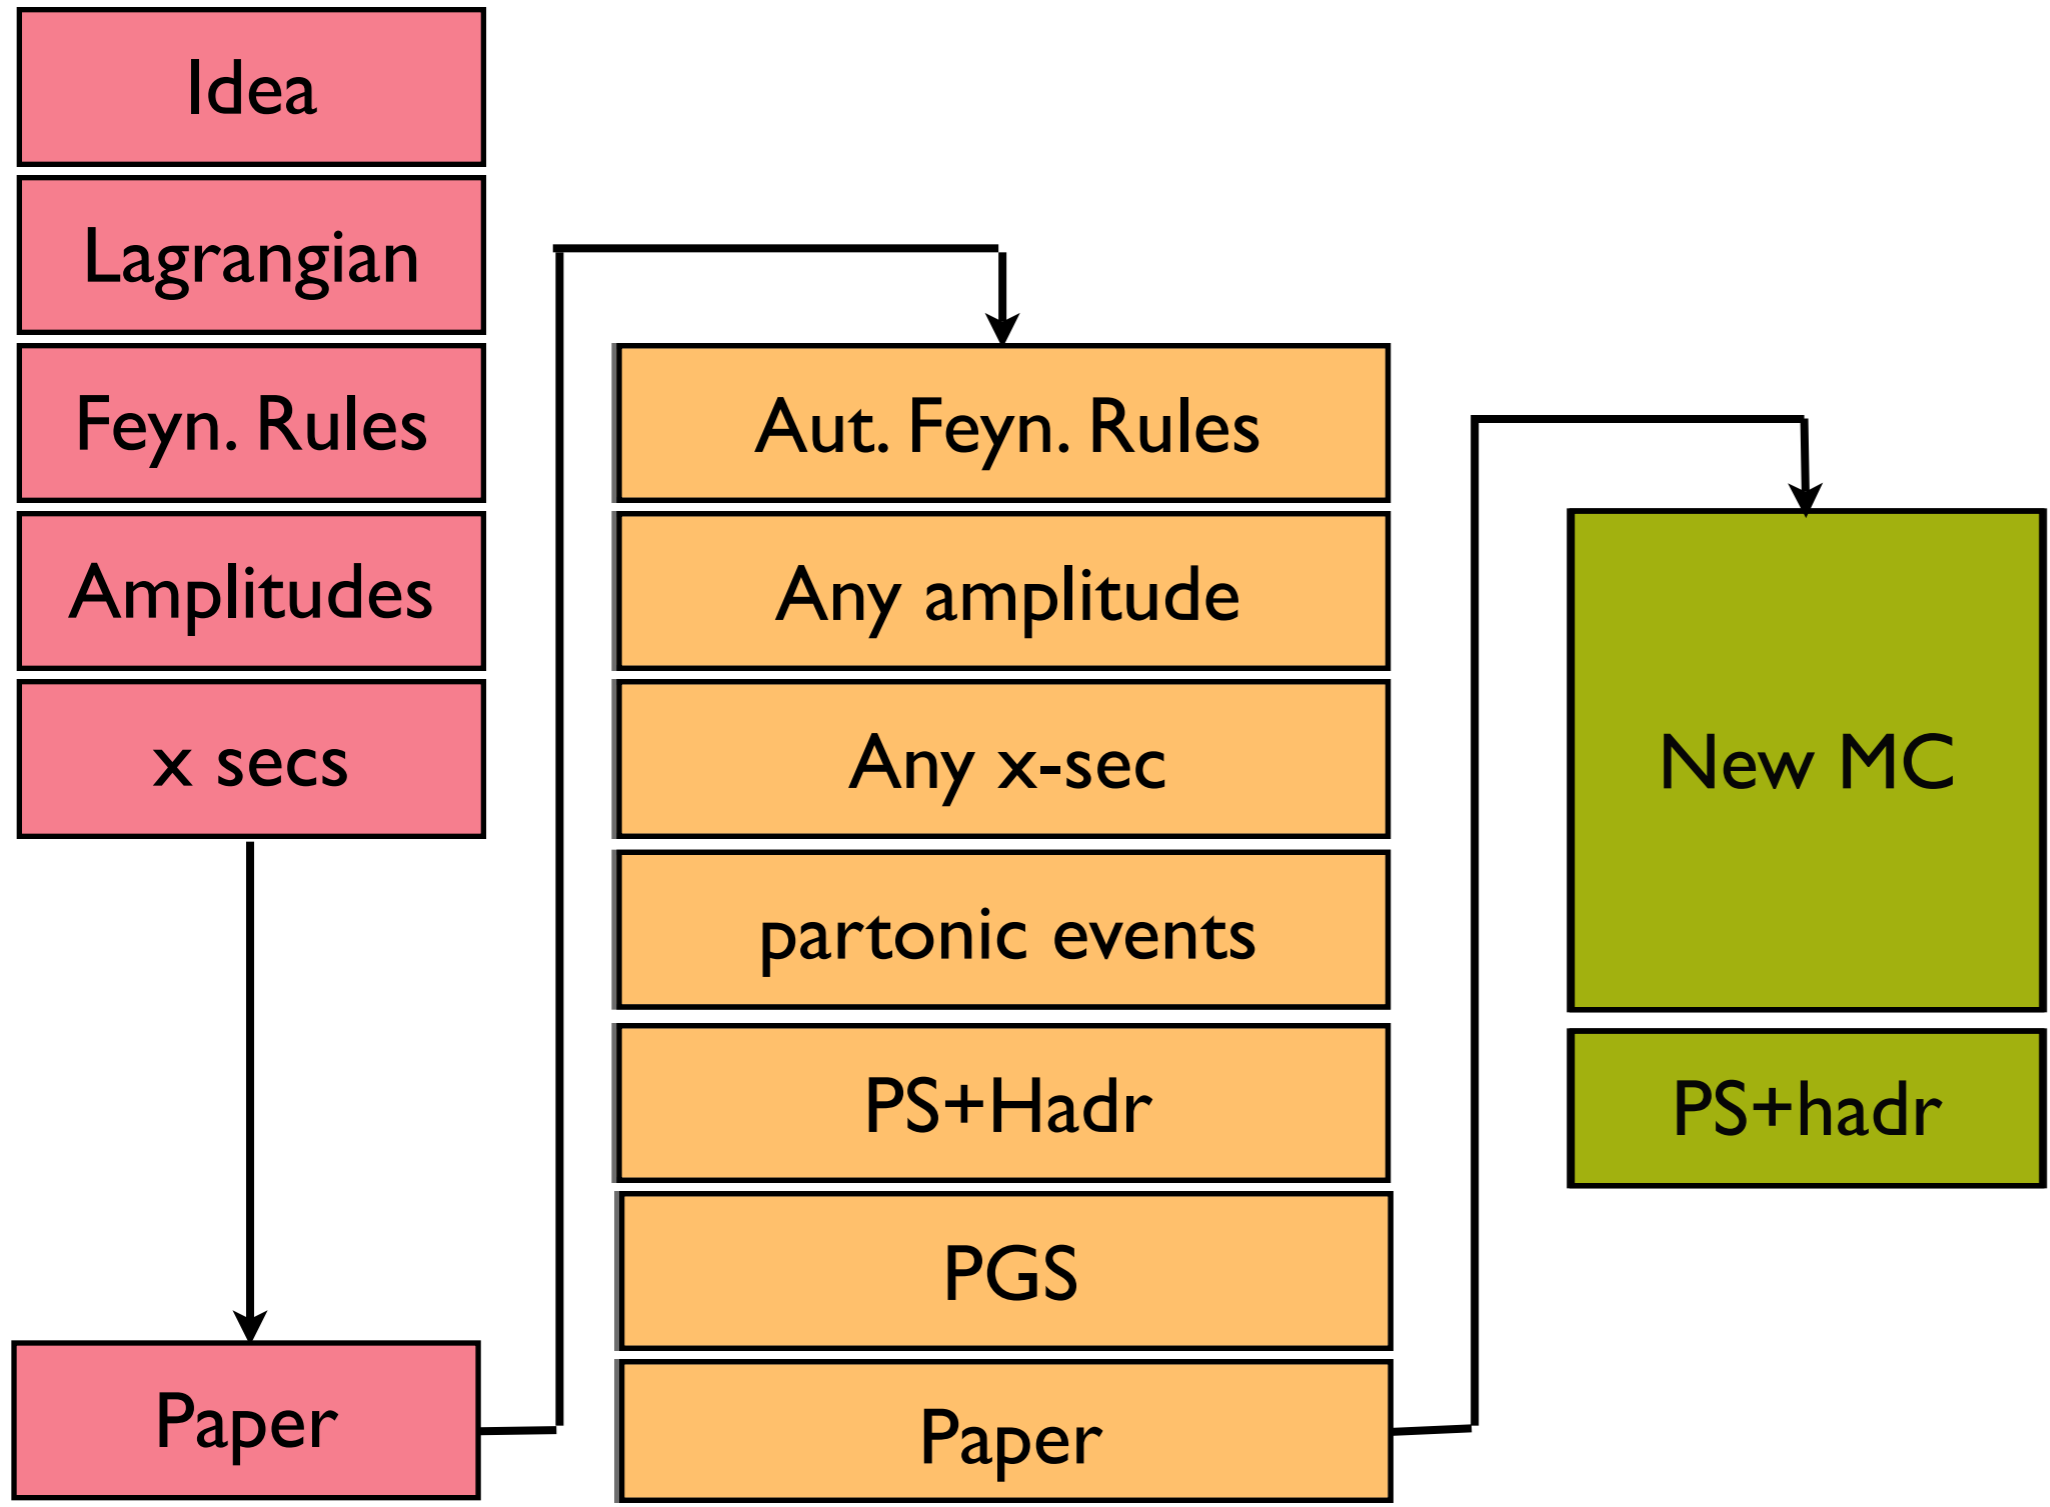 Idea
Lagrangian
Feyn. Rules
Amplitudes
x secs
Paper
Aut. Feyn. Rules
Any amplitude
Any x-sec
partonic events
PS+Hadr
PGS
Paper
New MC
PS+hadr